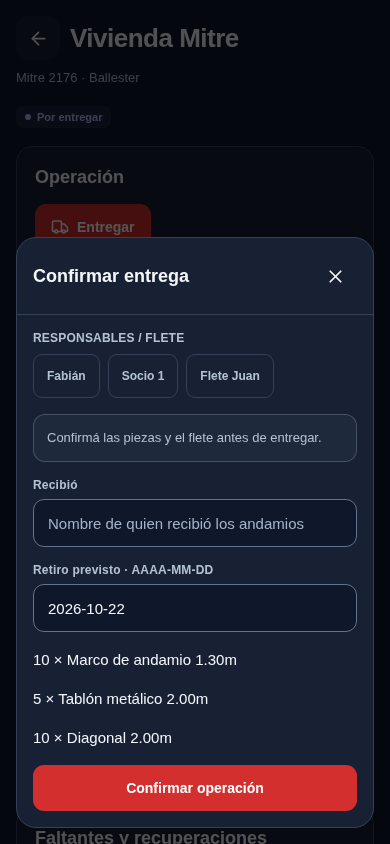 Vivienda Mitre
Mitre 2176 · Ballester
Por entregar
Operación
Entregar
Confirmar entrega
RESPONSABLES / FLETE
Fabián
Socio 1
Flete Juan
Confirmá las piezas y el flete antes de entregar.
Recibió
Nombre de quien recibió los andamios
Retiro previsto · AAAA-MM-DD
2026-10-22
10 × Marco de andamio 1.30m
5 × Tablón metálico 2.00m
10 × Diagonal 2.00m
Confirmar operación
Faltantes y recuperaciones